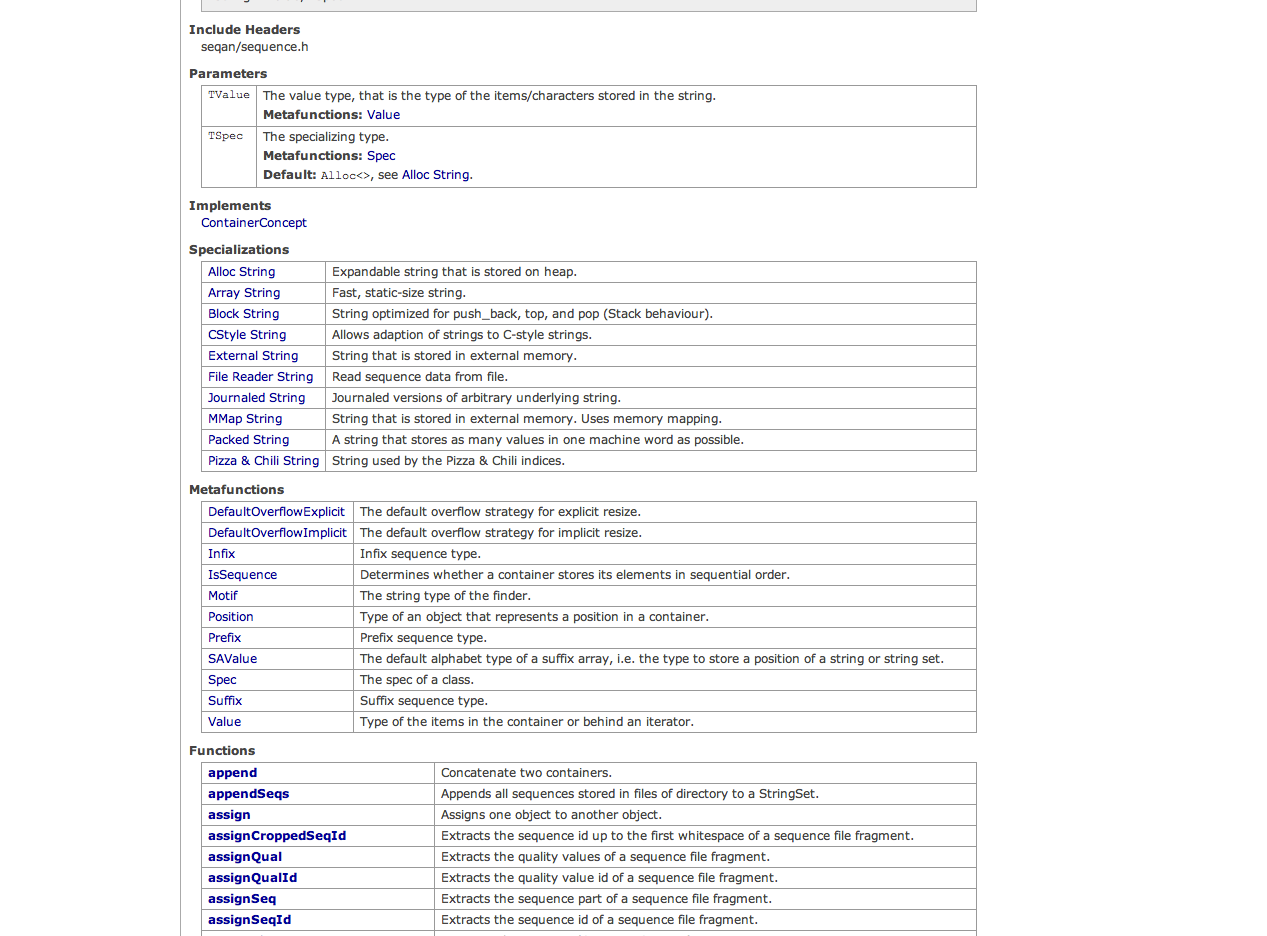 Include Headers
seqan/sequence.h
Parameters
TValue The value type, that is the type of the items/characters stored in the string.
Metafunctions: Value
TSpec The specializing type.
Metafunctions: Spec
Default: Alloc<>, see Alloc String.
Implements
ContainerConcept
Specializations
Alloc String Expandable string that is stored on heap.
Array String Fast, static-size string.
Block String String optimized for push_back, top, and pop (Stack behaviour).
CStyle String Allows adaption of strings to C-style strings.
External String String that is stored in external memory.
File Reader String Read sequence data from file.
Journaled String Journaled versions of arbitrary underlying string.
MMap String String that is stored in external memory. Uses memory mapping.
Packed String A string that stores as many values in one machine word as possible.
Pizza & Chili String String used by the Pizza & Chili indices.
Metafunctions
DefaultOverflowExplicit The default overflow strategy for explicit resize.
DefaultOverflowImplicit The default overflow strategy for implicit resize.
Infix Infix sequence type.
IsSequence Determines whether a container stores its elements in sequential order.
Motif The string type of the finder.
Position Type of an object that represents a position in a container.
Prefix Prefix sequence type.
SAValue The default alphabet type of a suffix array, i.e. the type to store a position of a string or string set.
Spec The spec of a class.
Suffix Suffix sequence type.
Value Type of the items in the container or behind an iterator.
Functions
append Concatenate two containers.
appendSeqs Appends all sequences stored in files of directory to a StringSet.
assign Assigns one object to another object.
assignCroppedSeqId Extracts the sequence id up to the first whitespace of a sequence file fragment.
assignQual Extracts the quality values of a sequence file fragment.
assignQualId Extracts the quality value id of a sequence file fragment.
assignSeq Extracts the sequence part of a sequence file fragment.
assignSeqId Extracts the sequence id of a sequence file fragment.